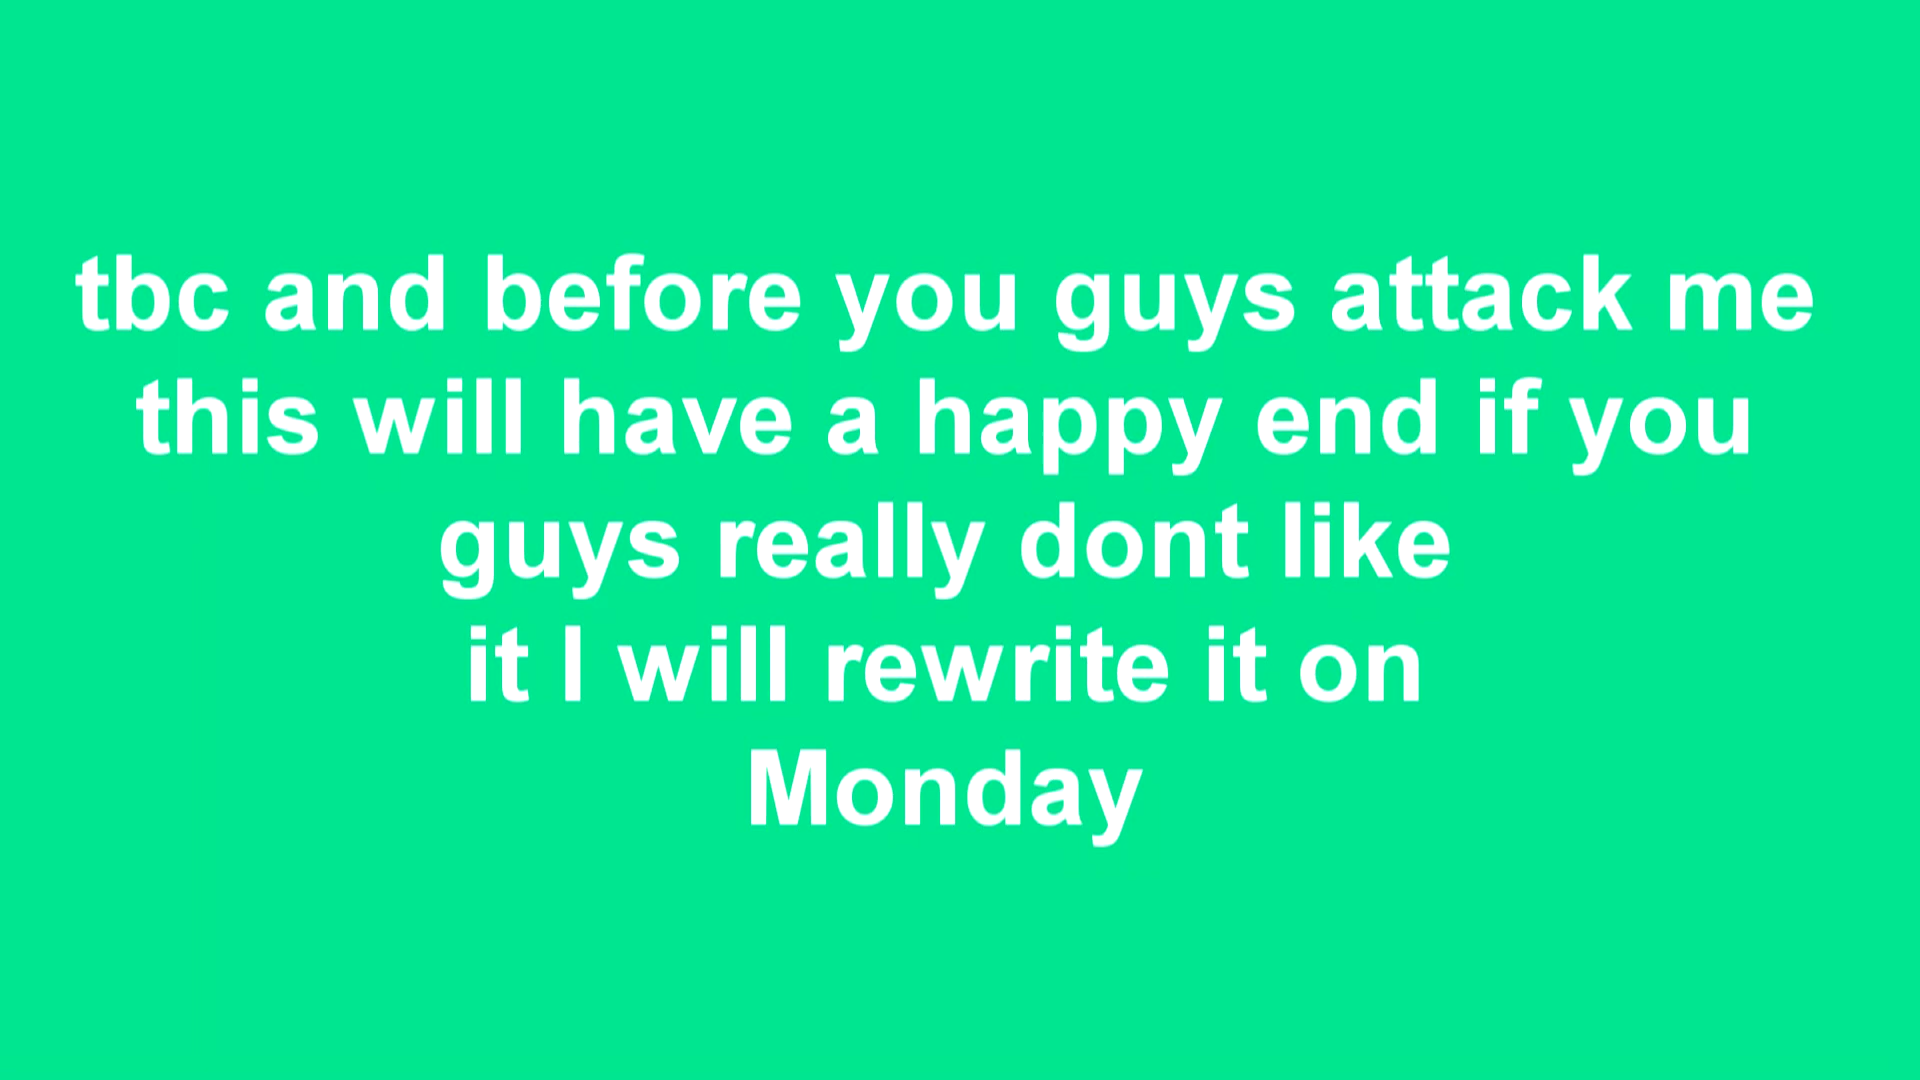 tbc and before you guys attack me
this will have a happy end if you
guys really dont like
it I will rewrite it on
Monday